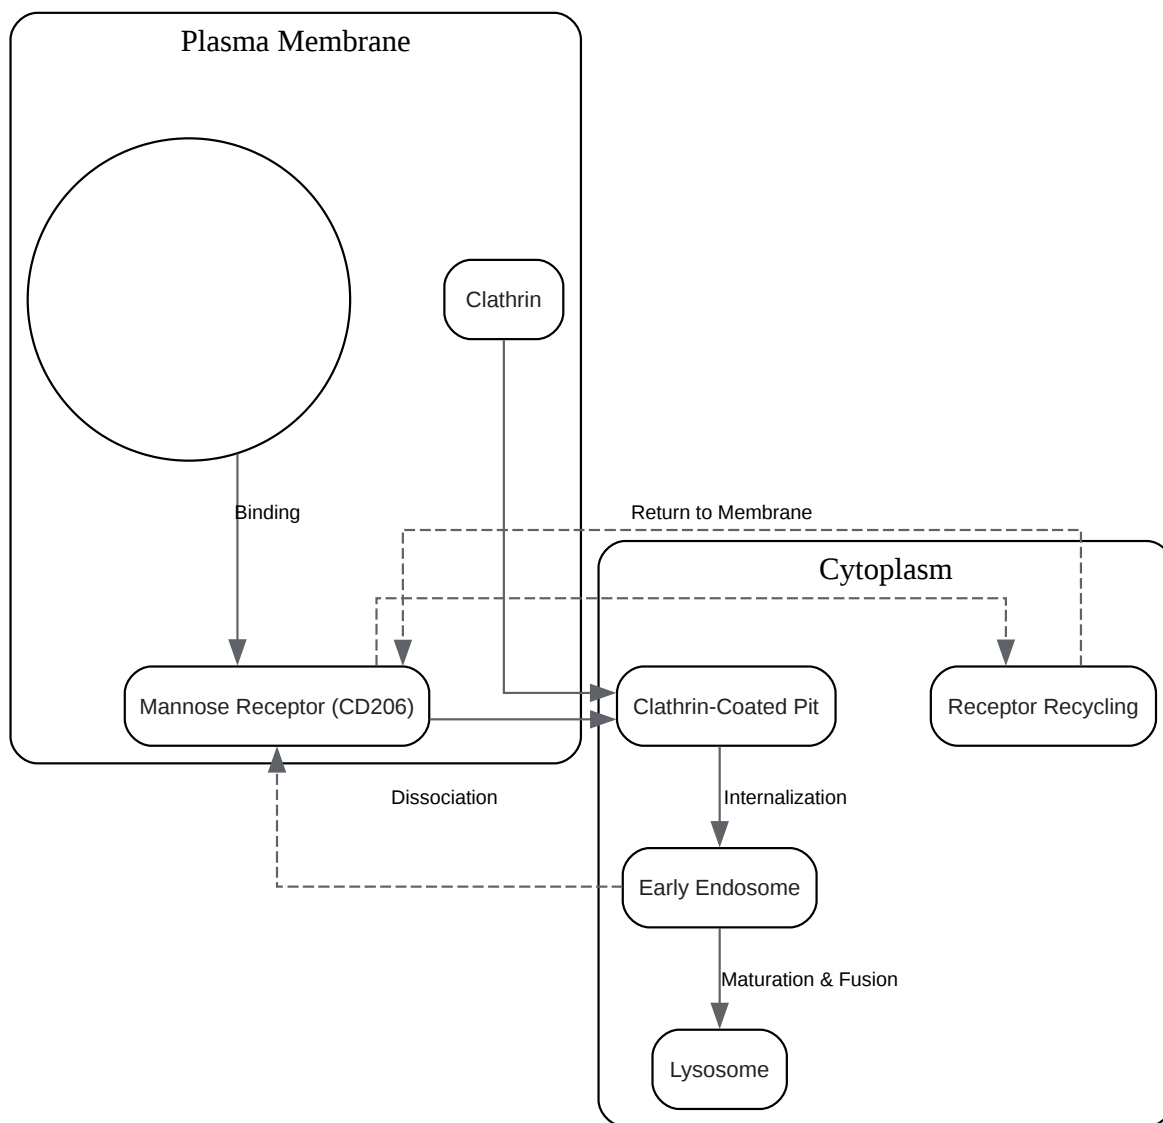 Plasma Membrane
Clathrin
Binding
Return to Membrane
Cytoplasm
Mannose Receptor (CD206)
Clathrin-Coated Pit
Receptor Recycling
Dissociation
Internalization
Early Endosome
Maturation & Fusion
Lysosome